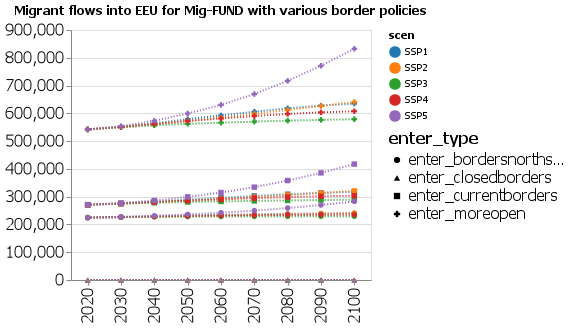 Migrant flows into EEU for Mig-FUND with various border policies
900,000
800,000
700,000
600,000
500,000
400,000
300,000
200,000
100,000
0
2020
2030
2040
2050
2060
2070
2080
2090
2100
scen
SSP1
SSP2
SSP3
SSP4
SSP5
enter_type
enter_bordersnorths…
enter_closedborders
enter_currentborders
enter_moreopen